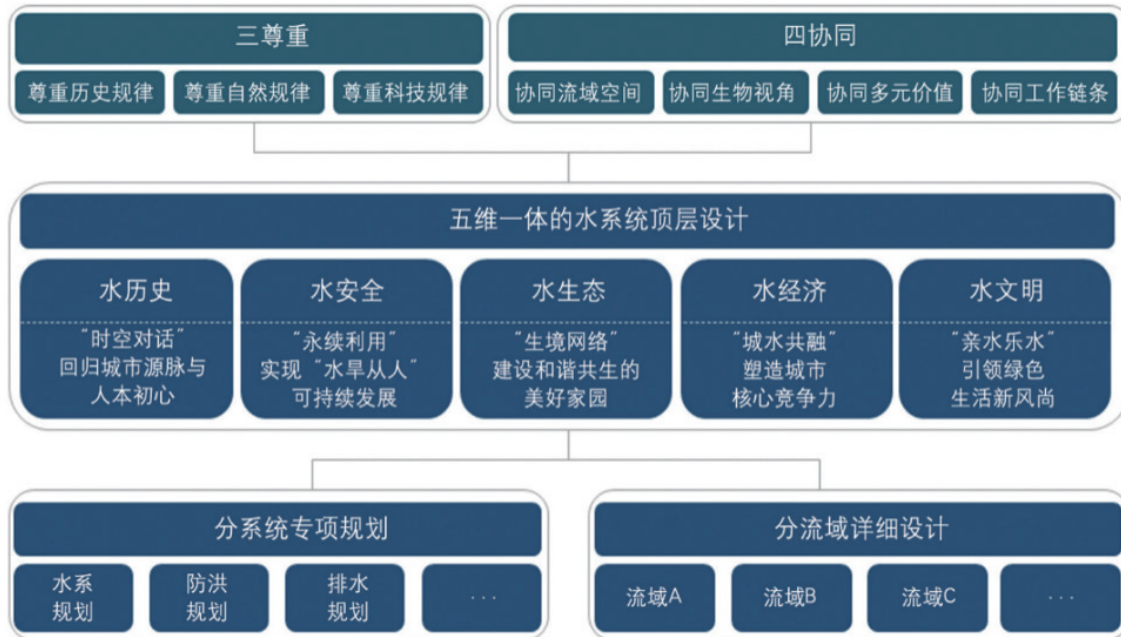 三尊重
四协同
尊重历史规律
尊重自然规律
尊重科技规律
协同流域空间
协同生物视角
协同多元价值
协同工作链条
五维一体的水系统顶层设计
水历史
“时空对话”
回归城市源脉与
人本初心
水安全
“永续利用”
实现“水旱从人”
可持续发展
水生态
“生境网络”
建设和谐共生的
美好家园
水经济
“城水共融”
塑造城市
核心竞争力
水文明
“亲水乐水”
引领绿色
生活新风尚
分系统专项规划
水系
规划
防洪
规划
排水
规划
···
分流域详细设计
流域A
流域B
流域C
···